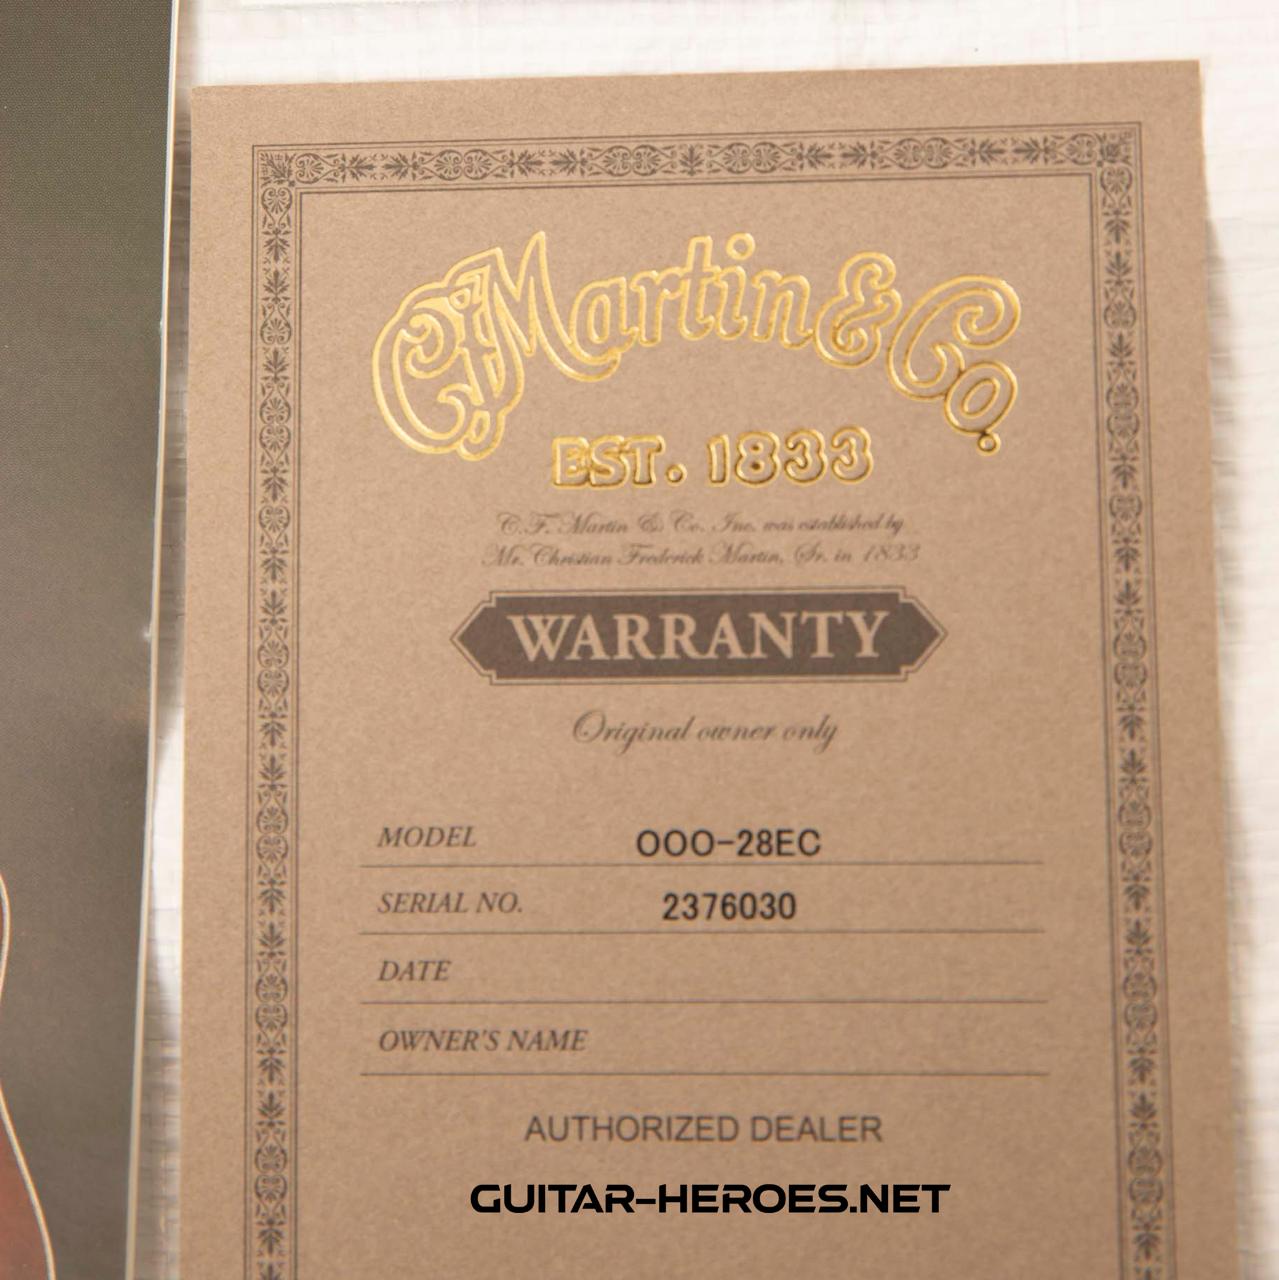 CFMartin & Co.
EST. 1833
C.F. Martin & Co. Inc. was established by
Mr. Christian Frederick Martin, Sr. in 1833
WARRANTY
Original owner only
MODEL OOO-28EC
SERIAL NO. 2376030
DATE
OWNER'S NAME
AUTHORIZED DEALER
GUITAR-HEROES.NET